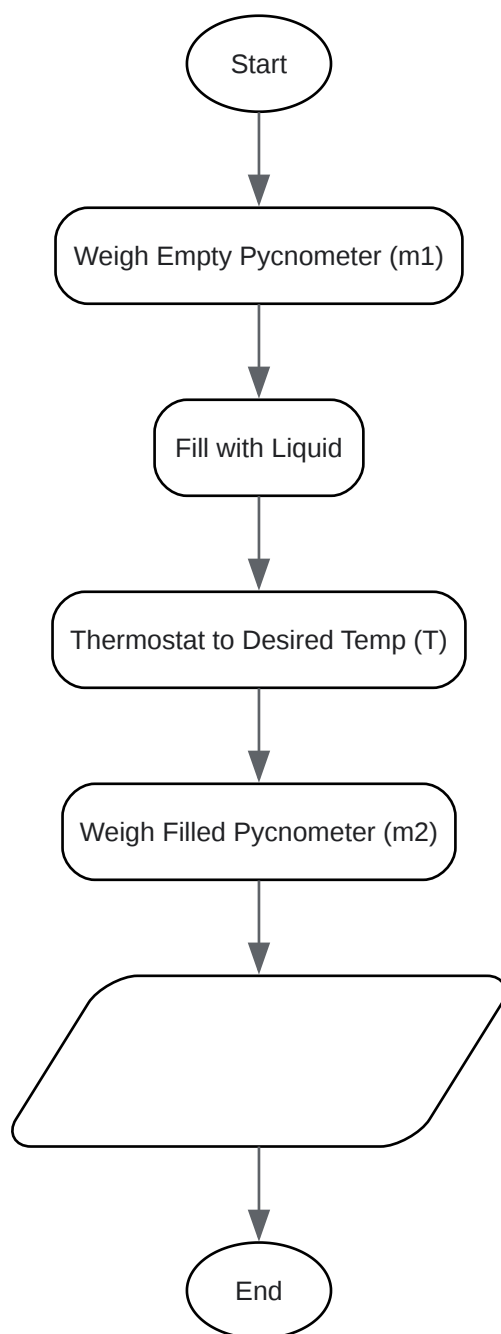 Start
Weigh Empty Pycnometer (m1)
Fill with Liquid
Thermostat to Desired Temp (T)
Weigh Filled Pycnometer (m2)
End